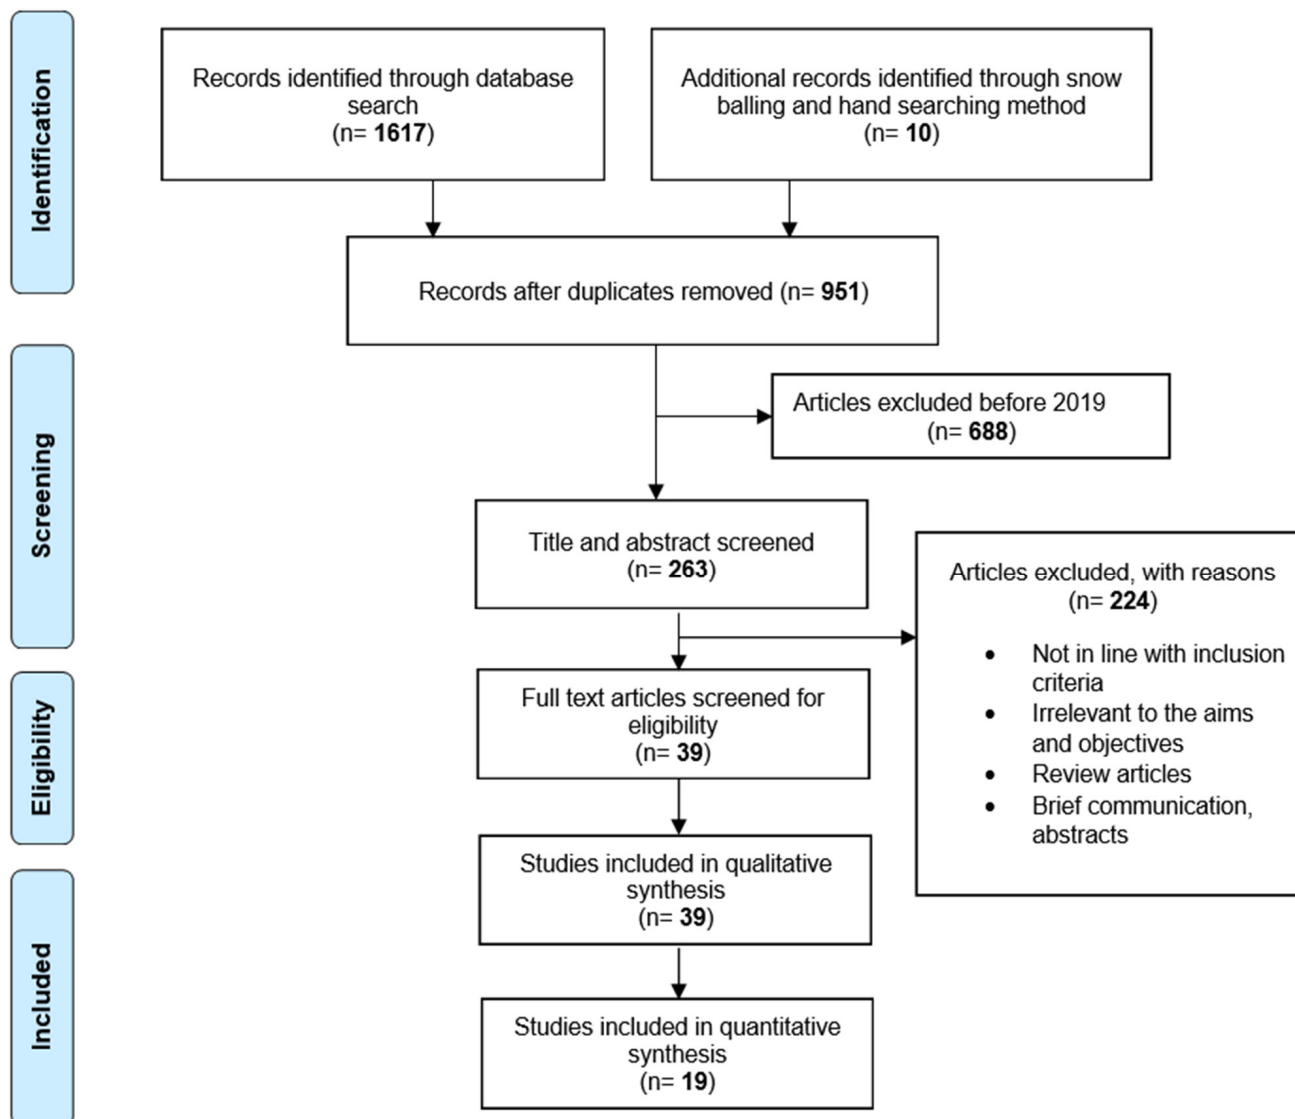 Identification
Records identified through database
search
(n= 1617)
Additional records identified through snow
balling and hand searching method
(n= 10)
Records after duplicates removed (n= 951)
Screening
Articles excluded before 2019
(n= 688)
Title and abstract screened
(n= 263)
Articles excluded, with reasons
(n= 224)
• Not in line with inclusion
criteria
• Irrelevant to the aims
and objectives
• Review articles
• Brief communication,
abstracts
Eligibility
Full text articles screened for
eligibility
(n= 39)
Studies included in qualitative
synthesis
(n= 39)
Included
Studies included in quantitative
synthesis
(n= 19)